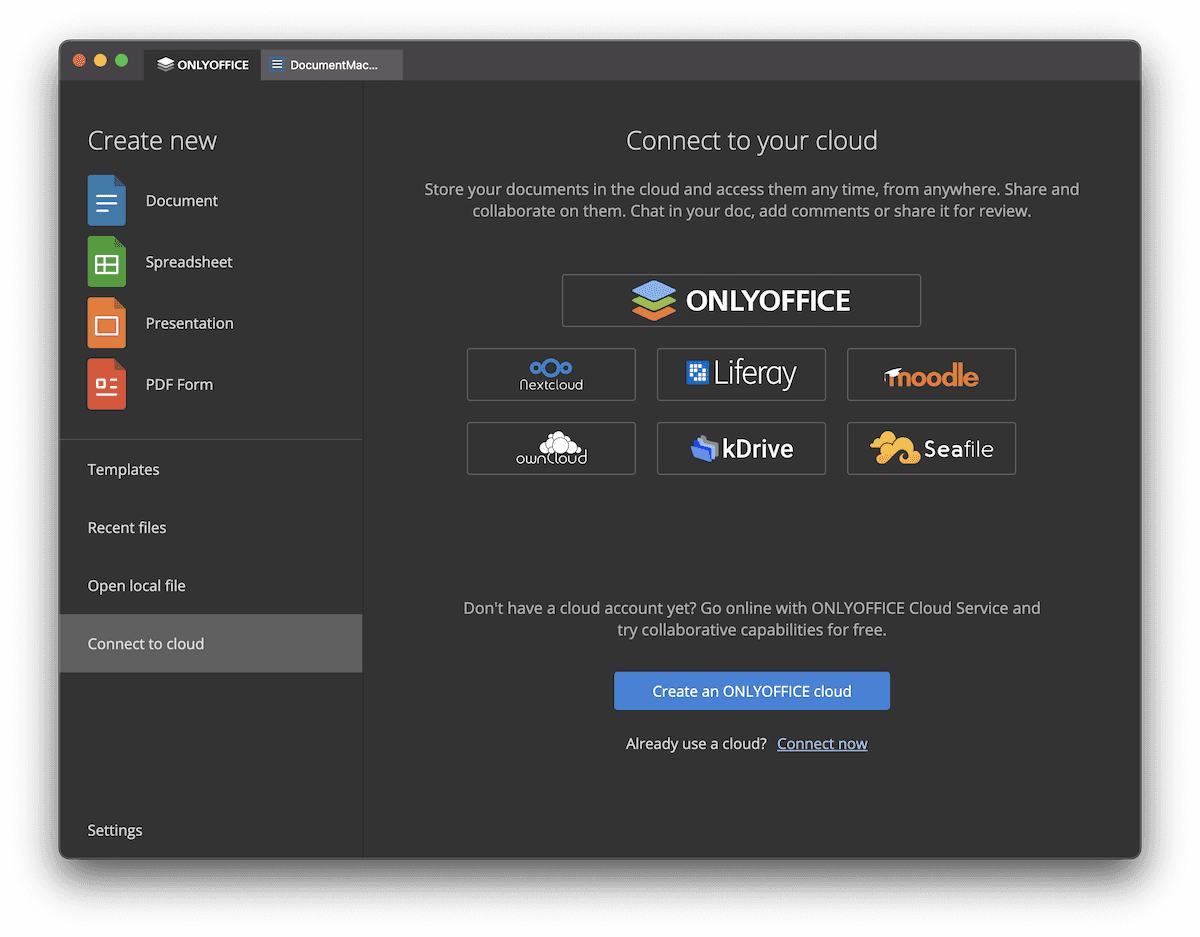 ONLYOFFICE
DocumentMac...
Create new
Document
Spreadsheet
Presentation
PDF Form
Templates
Recent files
Open local file
Connect to cloud
Settings
Connect to your cloud
Store your documents in the cloud and access them any time, from anywhere. Share and
collaborate on them. Chat in your doc, add comments or share it for review.
ONLYOFFICE
Nextcloud
Liferay
moodle
ownCloud
kDrive
Seafile
Don't have a cloud account yet? Go online with ONLYOFFICE Cloud Service and
try collaborative capabilities for free.
Create an ONLYOFFICE cloud
Already use a cloud? Connect now